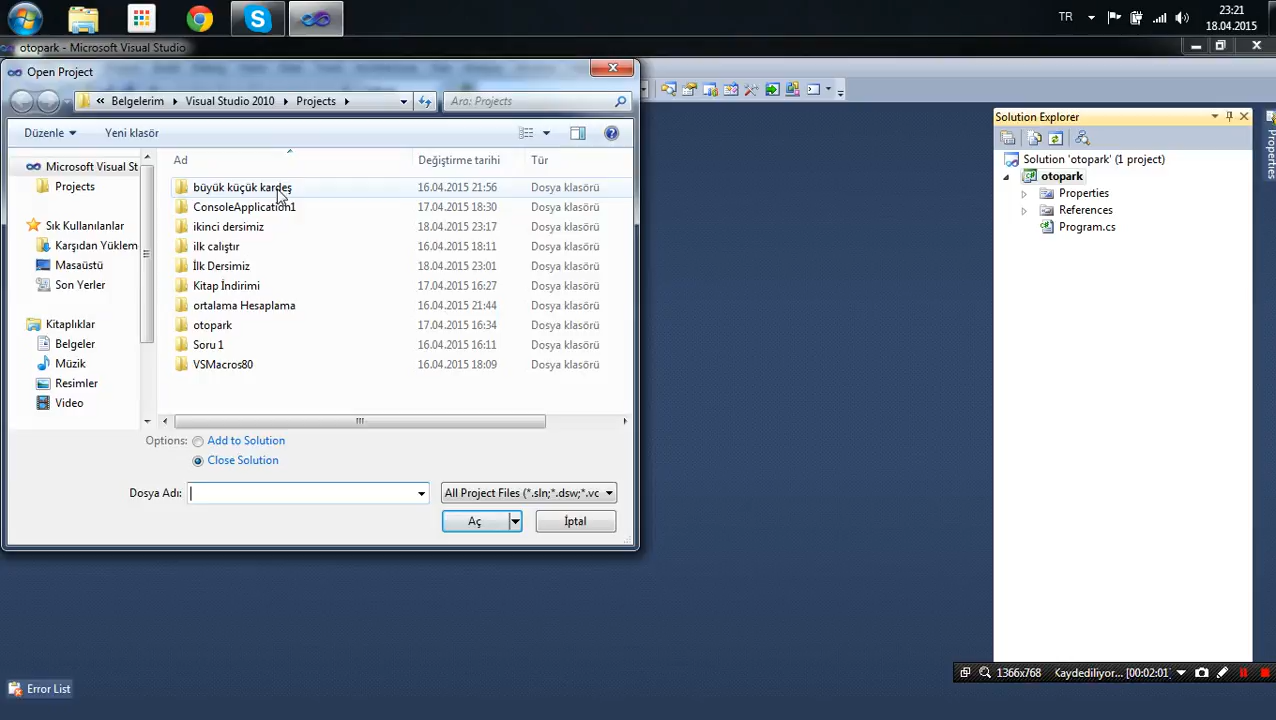 TR
23:21
18.04.2015
otopark - Microsoft Visual Studio
Open Project
« Belgelerim Visual Studio 2010 Projects
Ara: Projects
Düzenle
Yeni klasör
Ad Değiştirme tarihi Tür
büyük küçük kardeş 16.04.2015 21:56 Dosya klasörü
ConsoleApplication1 17.04.2015 18:30 Dosya klasörü
ikinci dersimiz 18.04.2015 23:17 Dosya klasörü
ilk calıştır 16.04.2015 18:11 Dosya klasörü
İlk Dersimiz 18.04.2015 23:01 Dosya klasörü
Kitap İndirimi 17.04.2015 16:27 Dosya klasörü
ortalama Hesaplama 16.04.2015 21:44 Dosya klasörü
otopark 17.04.2015 16:34 Dosya klasörü
Soru 1 16.04.2015 16:11 Dosya klasörü
VSMacros80 16.04.2015 18:09 Dosya klasörü
Microsoft Visual St
Projects
Sık Kullanılanlar
Karşıdan Yüklem
Masaüstü
Son Yerler
Kitaplıklar
Belgeler
Müzik
Resimler
Video
Options: Add to Solution
Close Solution
Dosya Adı:
All Project Files (*.sln;*.dsw;*.vc
Aç
İptal
Solution Explorer
Solution 'otopark' (1 project)
otopark
Properties
References
Program.cs
Properties
Error List
1366x768 Kaydediliyor... [00:02:01]